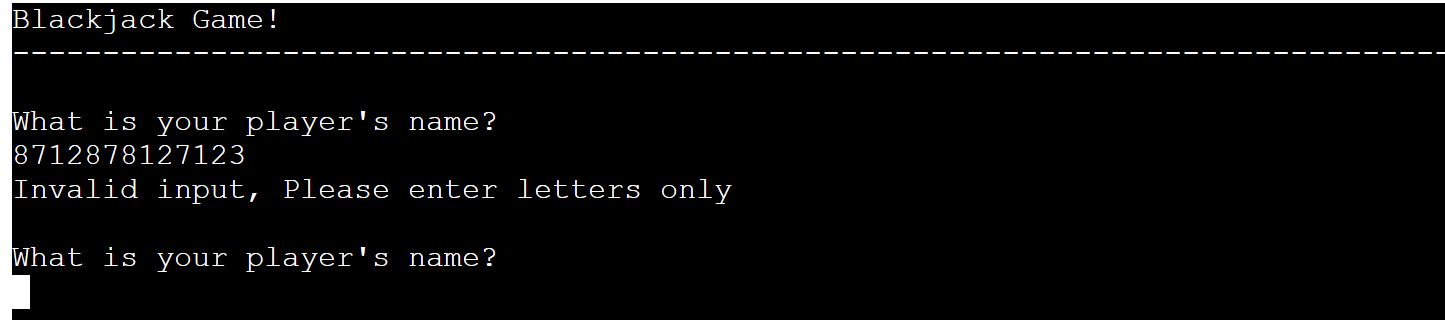 Blackjack Game!
--------------------------------------------------------------------------------
What is your player's name?
8712878127123
Invalid input, Please enter letters only
What is your player's name?